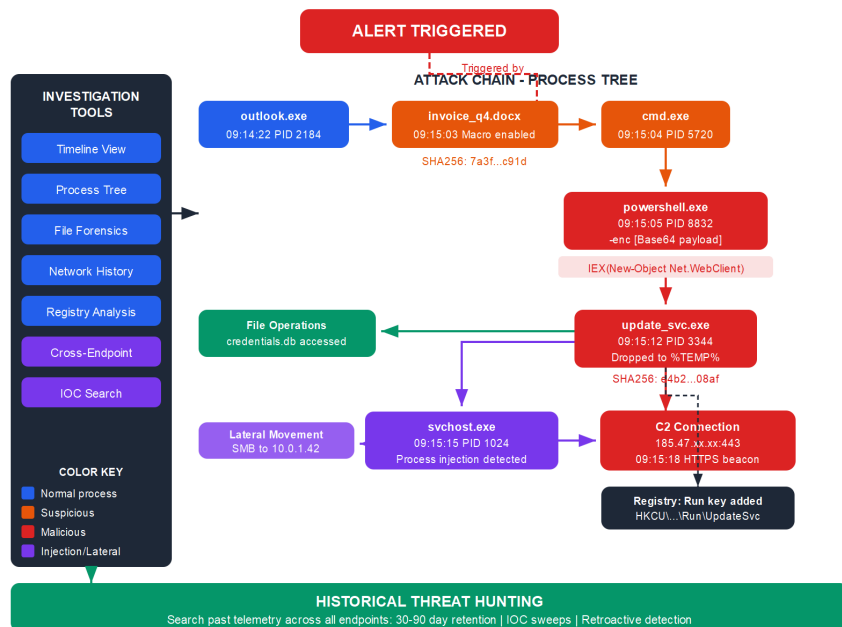 ALERT TRIGGERED
Triggered by
ATTACK CHAIN - PROCESS TREE
INVESTIGATION
TOOLS
Timeline View
Process Tree
File Forensics
Network History
Registry Analysis
Cross-Endpoint
IOC Search
COLOR KEY
Normal process
Suspicious
Malicious
Injection/Lateral
outlook.exe
09:14:22 PID 2184
invoice_q4.docx
09:15:03 Macro enabled
SHA256: 7a3f...c91d
cmd.exe
09:15:04 PID 5720
powershell.exe
09:15:05 PID 8832
-enc [Base64 payload]
IEX(New-Object Net.WebClient)
File Operations
credentials.db accessed
update_svc.exe
09:15:12 PID 3344
Dropped to %TEMP%
SHA256: e4b2...08af
Lateral Movement
SMB to 10.0.1.42
svchost.exe
09:15:15 PID 1024
Process injection detected
C2 Connection
185.47.xx.xx:443
09:15:18 HTTPS beacon
Registry: Run key added
HKCU\...\Run\UpdateSvc
HISTORICAL THREAT HUNTING
Search past telemetry across all endpoints: 30-90 day retention | IOC sweeps | Retroactive detection